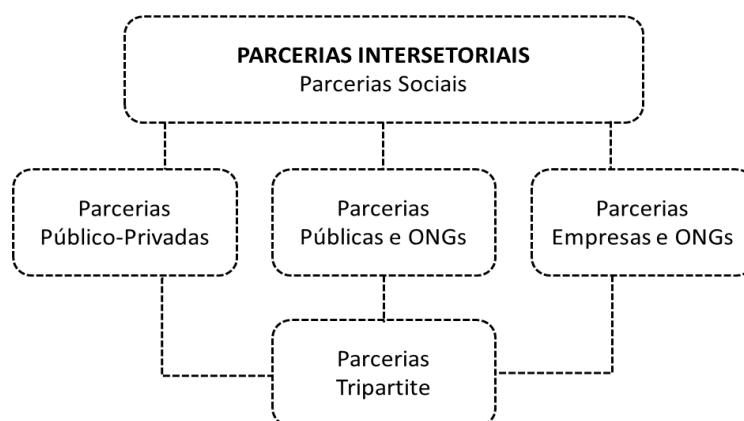 PARCERIAS INTERSETORIAIS
Parcerias Sociais
Parcerias
Público-Privadas
Parcerias
Públicas e ONGs
Parcerias
Empresas e ONGs
Parcerias
Tripartite